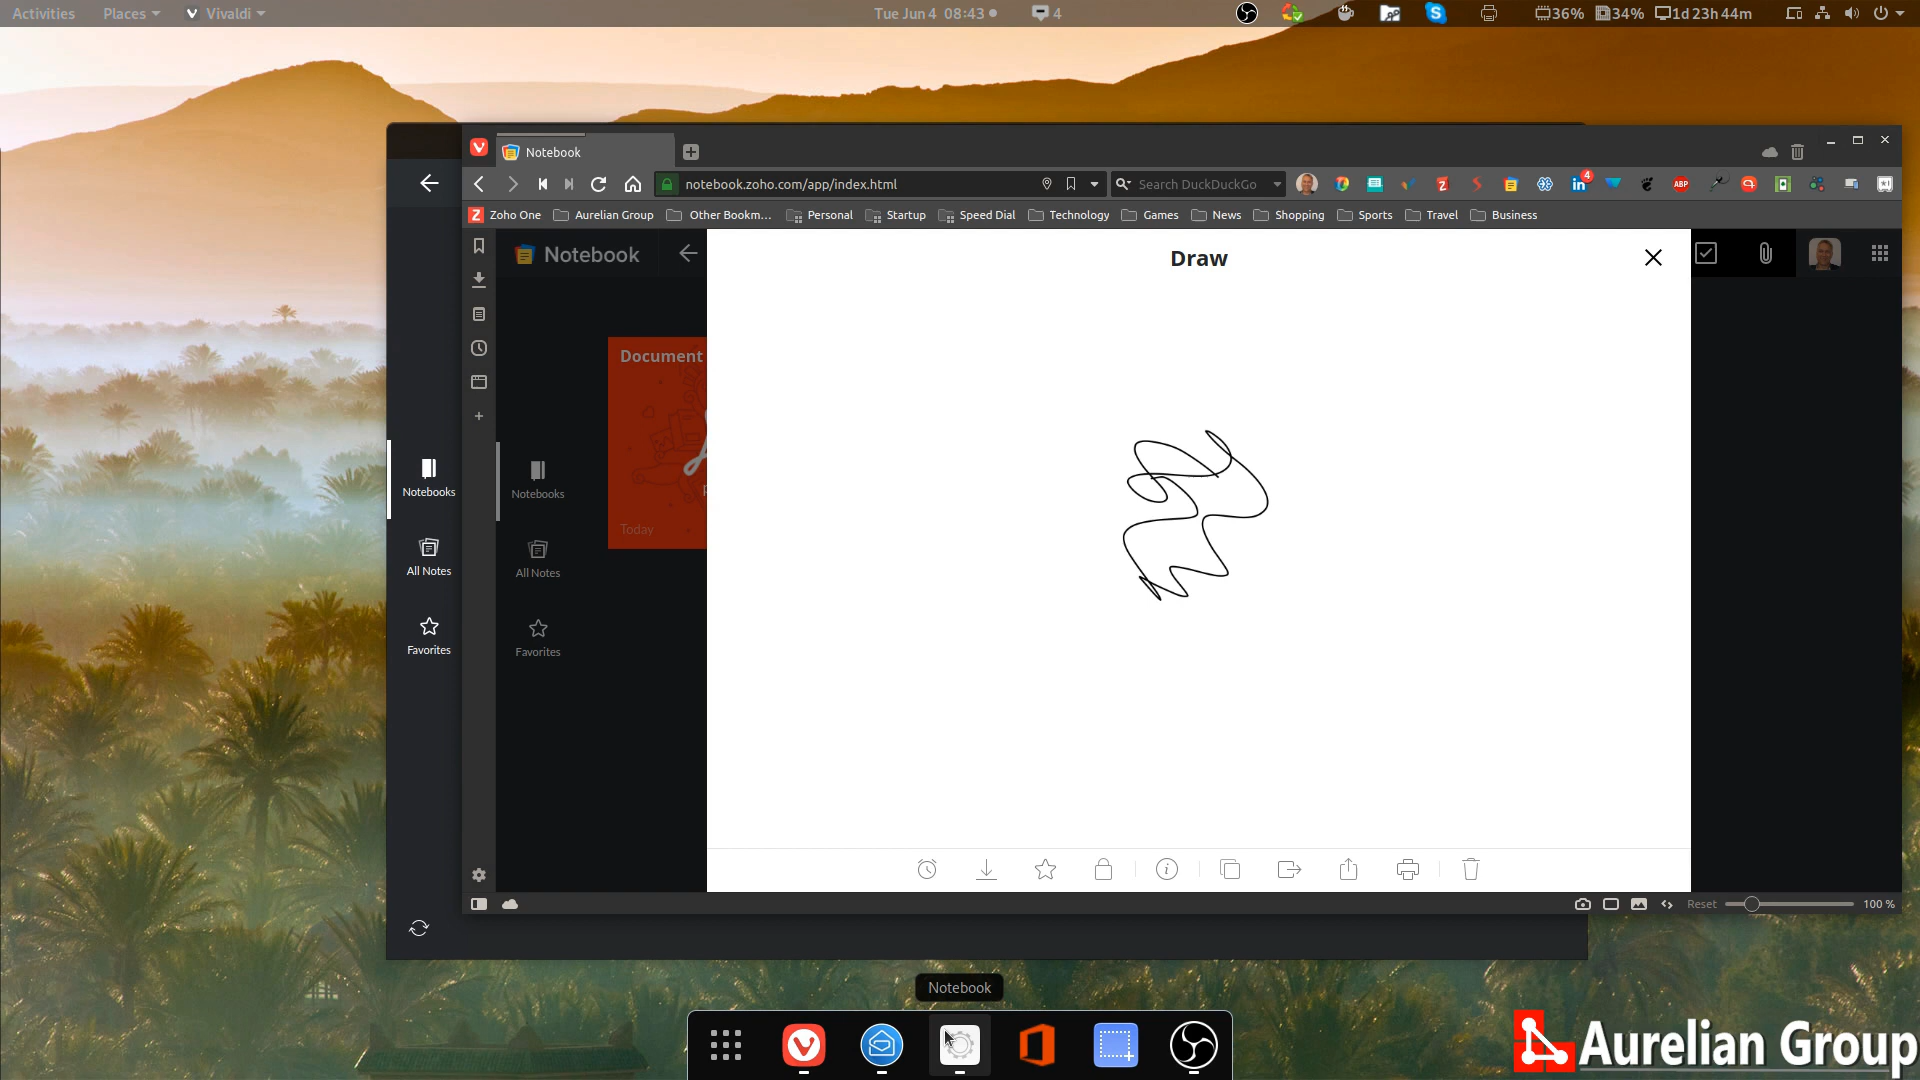 Activities
Places
Vivaldi
Tue Jun 4 08:43
4
36%
34%
1d 23h 44m
Notebook
notebook.zoho.com/app/index.html
Search DuckDuckGo
4
ABP
Zoho One
Aurelian Group
Other Bookm...
Personal
Startup
Speed Dial
Technology
Games
News
Shopping
Sports
Travel
Business
Notebook
Draw
Document
Today
Notebooks
All Notes
Favorites
Notebooks
All Notes
Favorites
Reset
100 %
Notebook
Aurelian Group